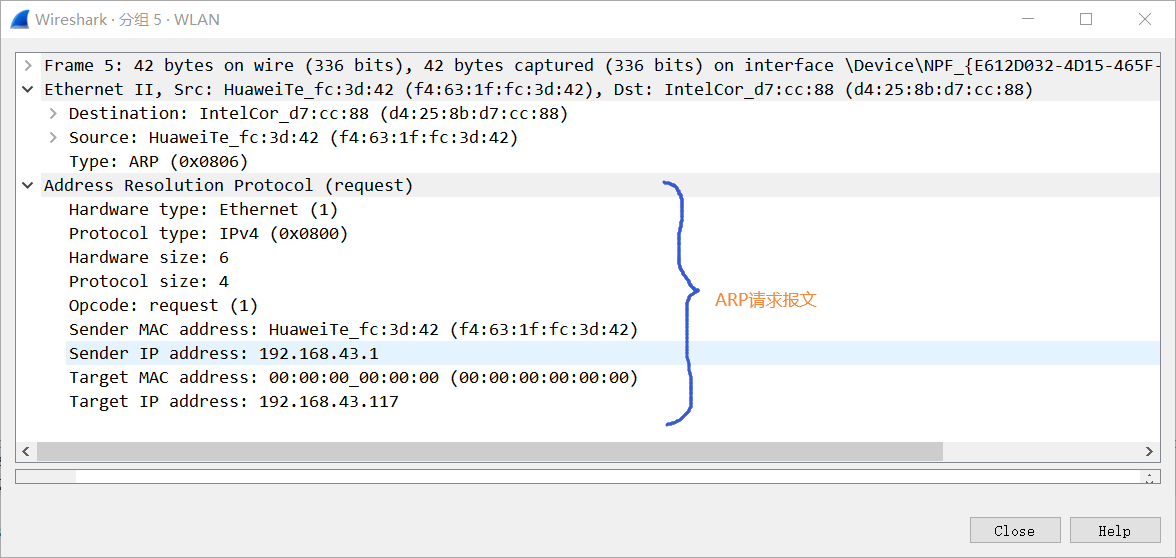 Wireshark · 分组 5 · WLAN
Frame 5: 42 bytes on wire (336 bits), 42 bytes captured (336 bits) on interface \Device\NPF_{E612D032-4D15-465F-
Ethernet II, Src: HuaweiTe_fc:3d:42 (f4:63:1f:fc:3d:42), Dst: IntelCor_d7:cc:88 (d4:25:8b:d7:cc:88)
Destination: IntelCor_d7:cc:88 (d4:25:8b:d7:cc:88)
Source: HuaweiTe_fc:3d:42 (f4:63:1f:fc:3d:42)
Type: ARP (0x0806)
Address Resolution Protocol (request)
Hardware type: Ethernet (1)
Protocol type: IPv4 (0x0800)
Hardware size: 6
Protocol size: 4
Opcode: request (1)
Sender MAC address: HuaweiTe_fc:3d:42 (f4:63:1f:fc:3d:42)
Sender IP address: 192.168.43.1
Target MAC address: 00:00:00_00:00:00 (00:00:00:00:00:00)
Target IP address: 192.168.43.117
ARP请求报文
Close
Help